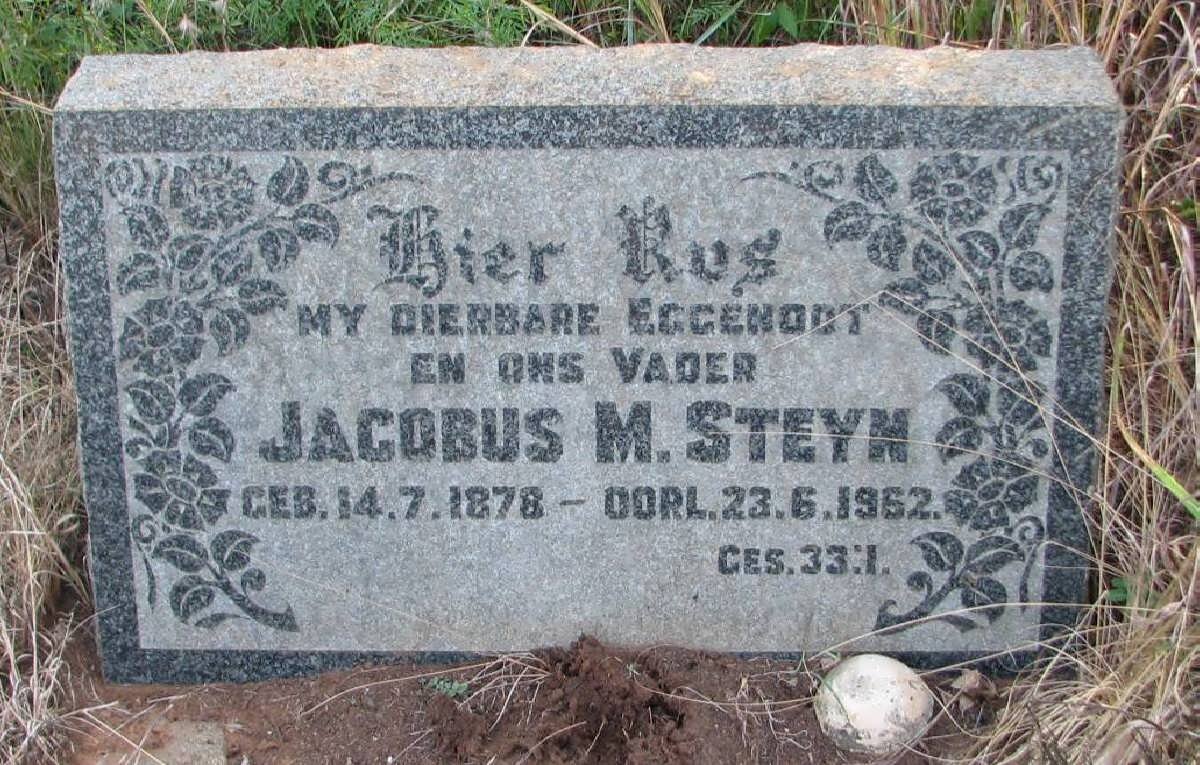 Hier Rus
MY DIERBARE EGGENOOT
EN ONS VADER
JACOBUS M. STEYN
GEB. 14.7.1878 - OORL. 23.6.1952.
GES. 33:1.